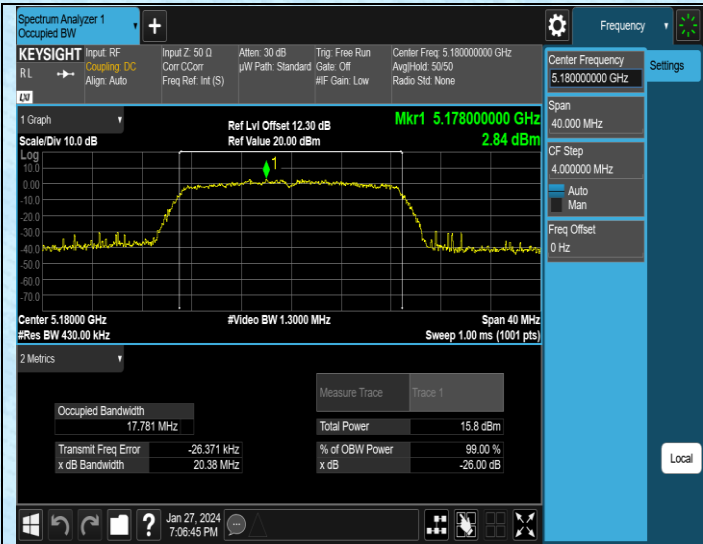 Spectrum Analyzer 1
Occupied BW
Frequency
KEYSIGHT
RL
LXI
Input: RF
Coupling: DC
Align: Auto
Input Z: 50 Ω
Corr CCorr
Freq Ref: Int (S)
Atten: 30 dB
µW Path: Standard
Trig: Free Run
Gate: Off
#IF Gain: Low
Center Freq: 5.180000000 GHz
Avg|Hold: 50/50
Radio Std: None
Center Frequency
5.180000000 GHz
Settings
Span
40.000 MHz
CF Step
4.000000 MHz
Auto
Man
Freq Offset
0 Hz
1 Graph
Scale/Div 10.0 dB
Ref Lvl Offset 12.30 dB
Ref Value 20.00 dBm
Mkr1 5.178000000 GHz
2.84 dBm
Log
10.0
0.00
-10.0
-20.0
-30.0
-40.0
-50.0
-60.0
-70.0
1
Center 5.18000 GHz
#Res BW 430.00 kHz
#Video BW 1.3000 MHz
Span 40 MHz
Sweep 1.00 ms (1001 pts)
2 Metrics
Measure Trace
Trace 1
Occupied Bandwidth
17.781 MHz
Total Power
15.8 dBm
Transmit Freq Error
-26.371 kHz
% of OBW Power
99.00 %
x dB Bandwidth
20.38 MHz
x dB
-26.00 dB
Local
?
Jan 27, 2024
7:06:45 PM